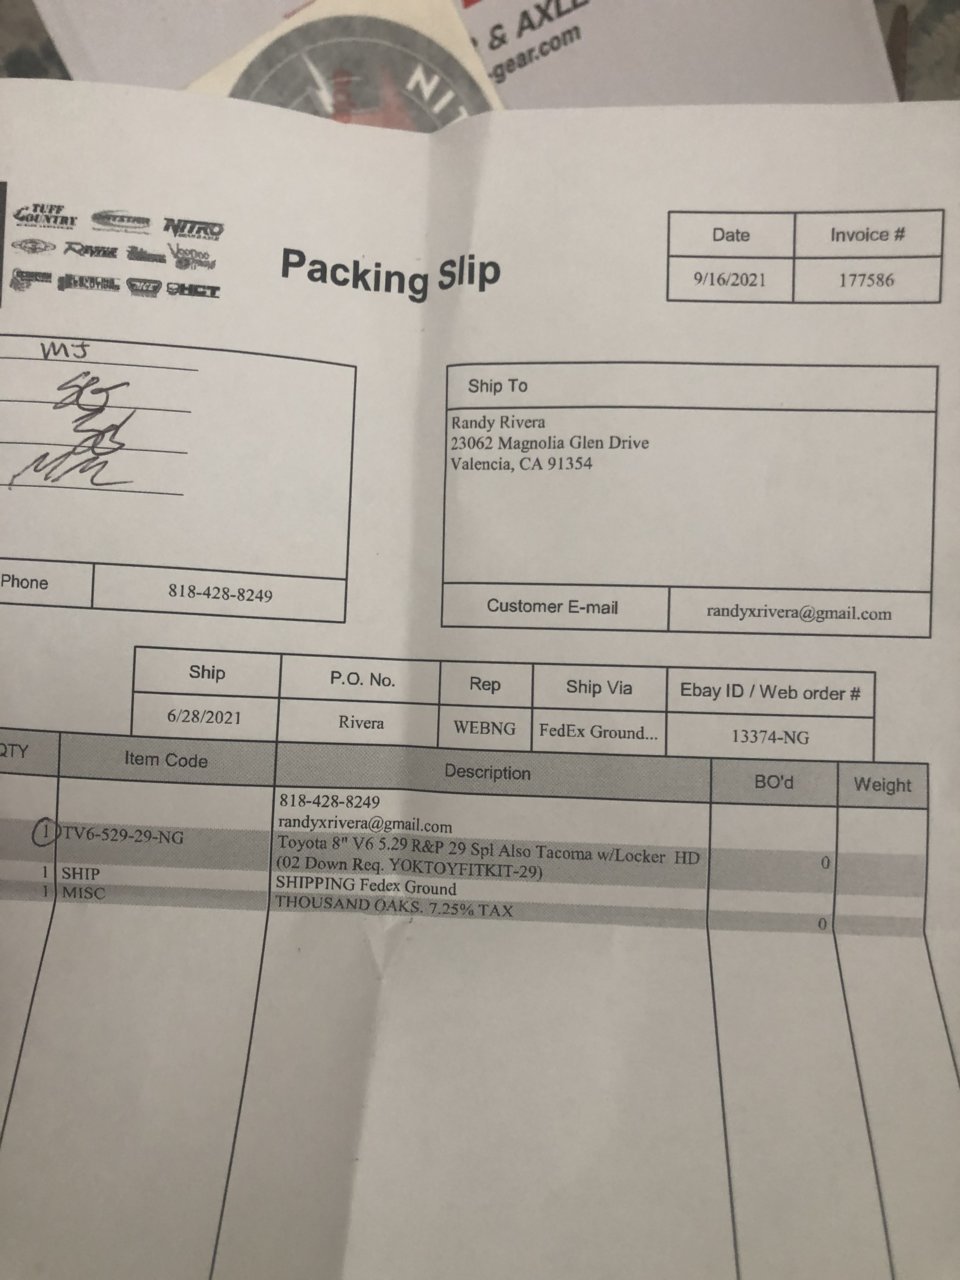 & AXLE
-gear.com
NIT
TUFF
COUNTRY
NITRO
Packing Slip
Date
Invoice #
9/16/2021
177586
MJ
Ship To
Randy Rivera
23062 Magnolia Glen Drive
Valencia, CA 91354
Phone
818-428-8249
Customer E-mail
randyxrivera@gmail.com
Ship
P.O. No.
Rep
Ship Via
Ebay ID / Web order #
6/28/2021
Rivera
WEBNG
FedEx Ground...
13374-NG
QTY
Item Code
Description
BO'd
Weight
818-428-8249
randyxrivera@gmail.com
1 TV6-529-29-NG Toyota 8" V6 5.29 R&P 29 Spl Also Tacoma w/Locker HD 0
(02 Down Req. YOKTOYFITKIT-29)
1 SHIP SHIPPING Fedex Ground
1 MISC THOUSAND OAKS. 7.25% TAX 0